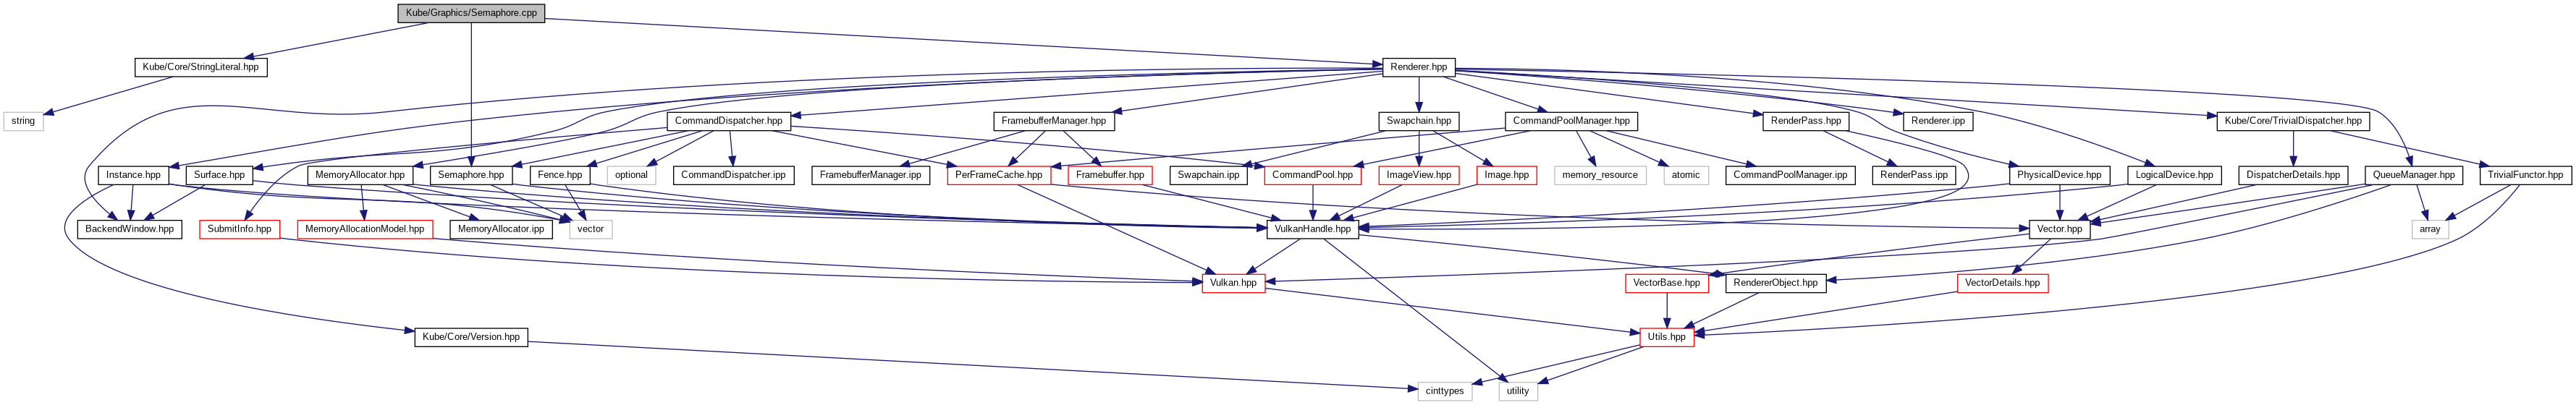 Kube/Graphics/Semaphore.cpp
Kube/Core/StringLiteral.hpp
Renderer.hpp
string
CommandDispatcher.hpp
FramebufferManager.hpp
Swapchain.hpp
CommandPoolManager.hpp
RenderPass.hpp
Renderer.ipp
Kube/Core/TrivialDispatcher.hpp
Instance.hpp
Surface.hpp
MemoryAllocator.hpp
Semaphore.hpp
Fence.hpp
optional
CommandDispatcher.ipp
FramebufferManager.ipp
PerFrameCache.hpp
Framebuffer.hpp
Swapchain.ipp
CommandPool.hpp
ImageView.hpp
Image.hpp
memory_resource
atomic
CommandPoolManager.ipp
RenderPass.ipp
PhysicalDevice.hpp
LogicalDevice.hpp
DispatcherDetails.hpp
QueueManager.hpp
TrivialFunctor.hpp
BackendWindow.hpp
SubmitInfo.hpp
MemoryAllocationModel.hpp
MemoryAllocator.ipp
vector
VulkanHandle.hpp
Vector.hpp
array
Vulkan.hpp
VectorBase.hpp
RendererObject.hpp
VectorDetails.hpp
Kube/Core/Version.hpp
Utils.hpp
cinttypes
utility